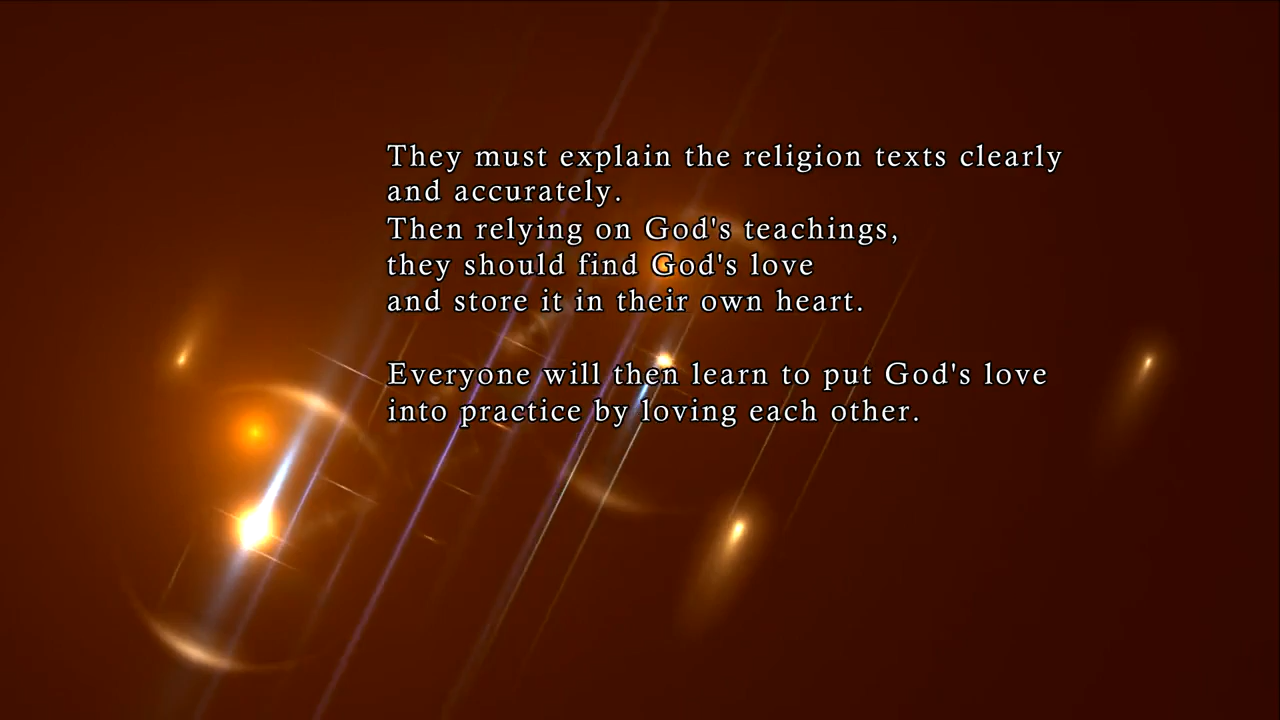 They must explain the religion texts clearly
and accurately.
Then relying on God's teachings,
they should find God's love
and store it in their own heart.
Everyone will then learn to put God's love
into practice by loving each other.